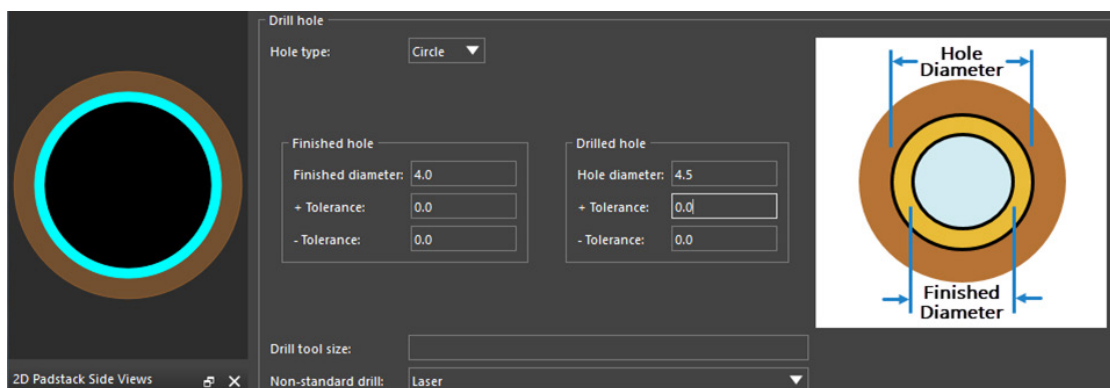 Drill hole
Hole type: Circle
Finished hole
Finished diameter: 4.0
+ Tolerance: 0.0
- Tolerance: 0.0
Drilled hole
Hole diameter: 4.5
+ Tolerance: 0.0
- Tolerance: 0.0
Hole
Diameter
Finished
Diameter
Drill tool size:
Non-standard drill: Laser
2D Padstack Side Views